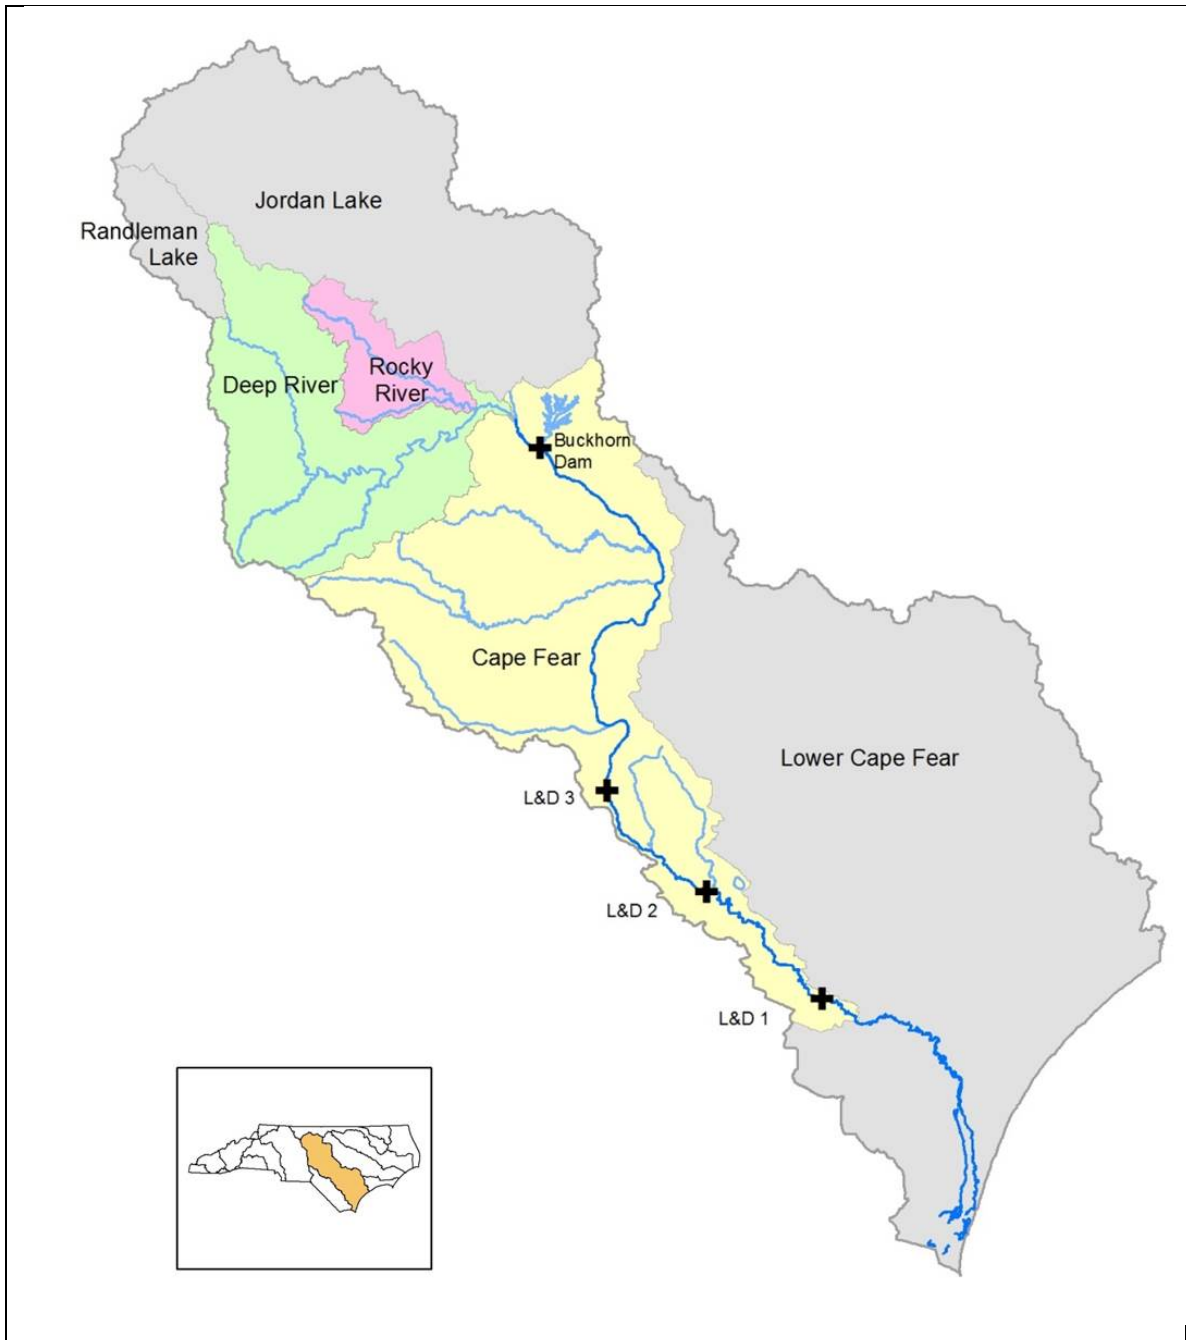 Jordan Lake
Randleman
Lake
Deep River
Rocky
River
Buckhorn
Dam
Cape Fear
Lower Cape Fear
L&D 3
L&D 2
L&D 1